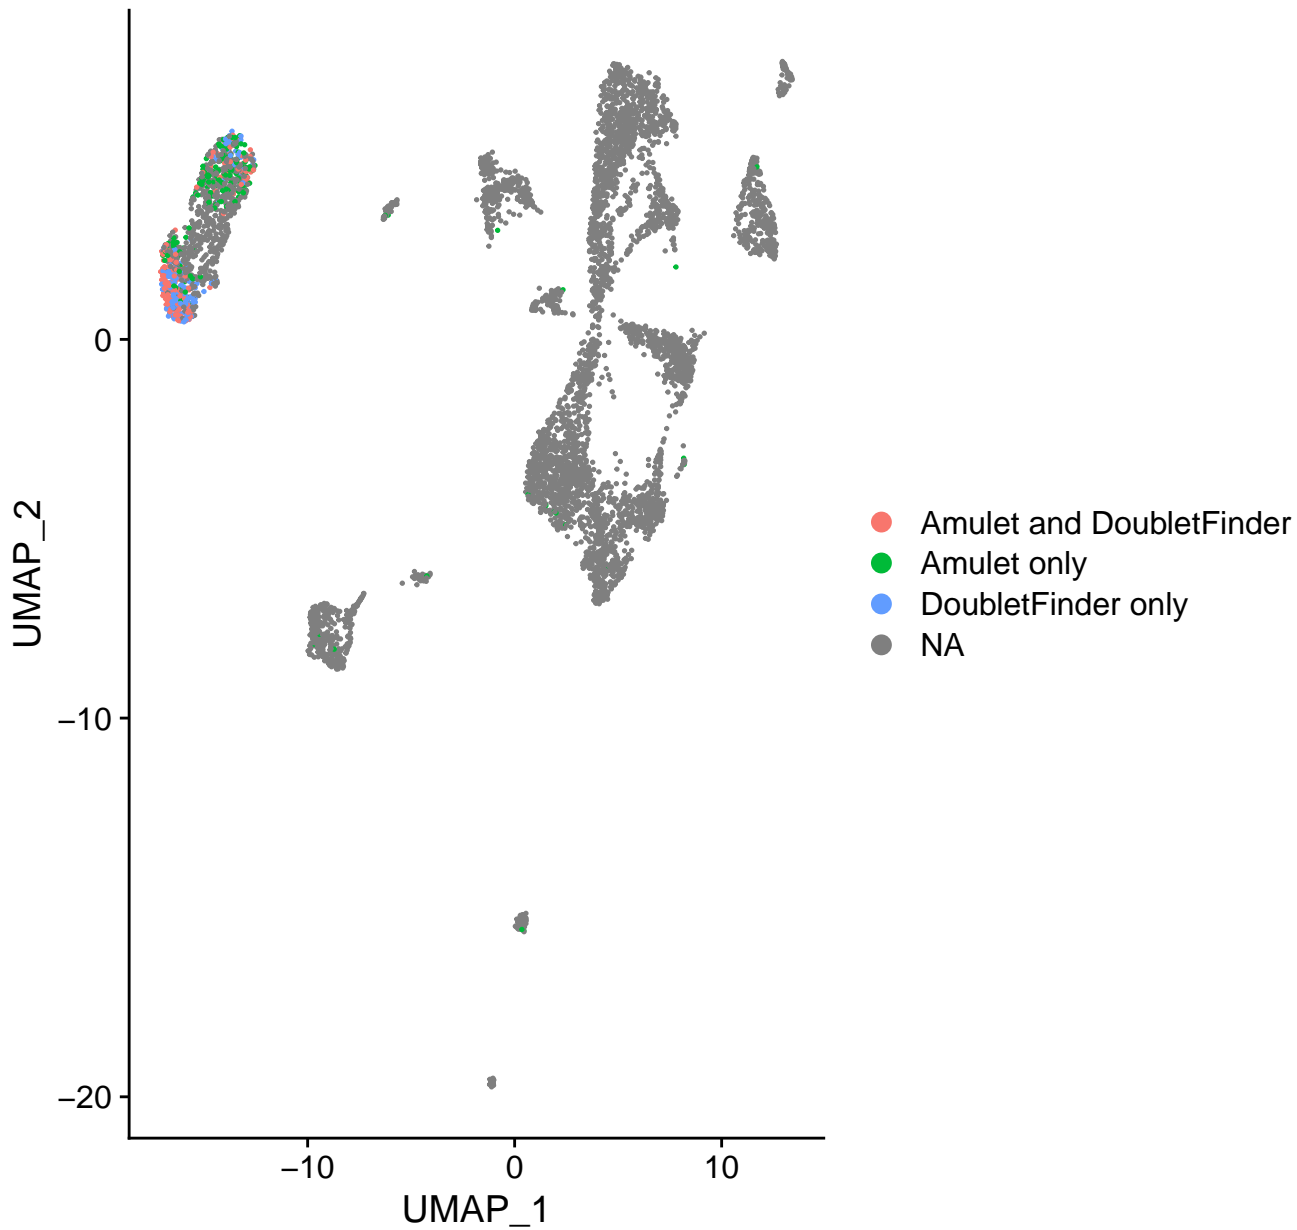 UMAP_2
0
−10
−20
−10
0
10
UMAP_1
Amulet and DoubletFinder
Amulet only
DoubletFinder only
NA